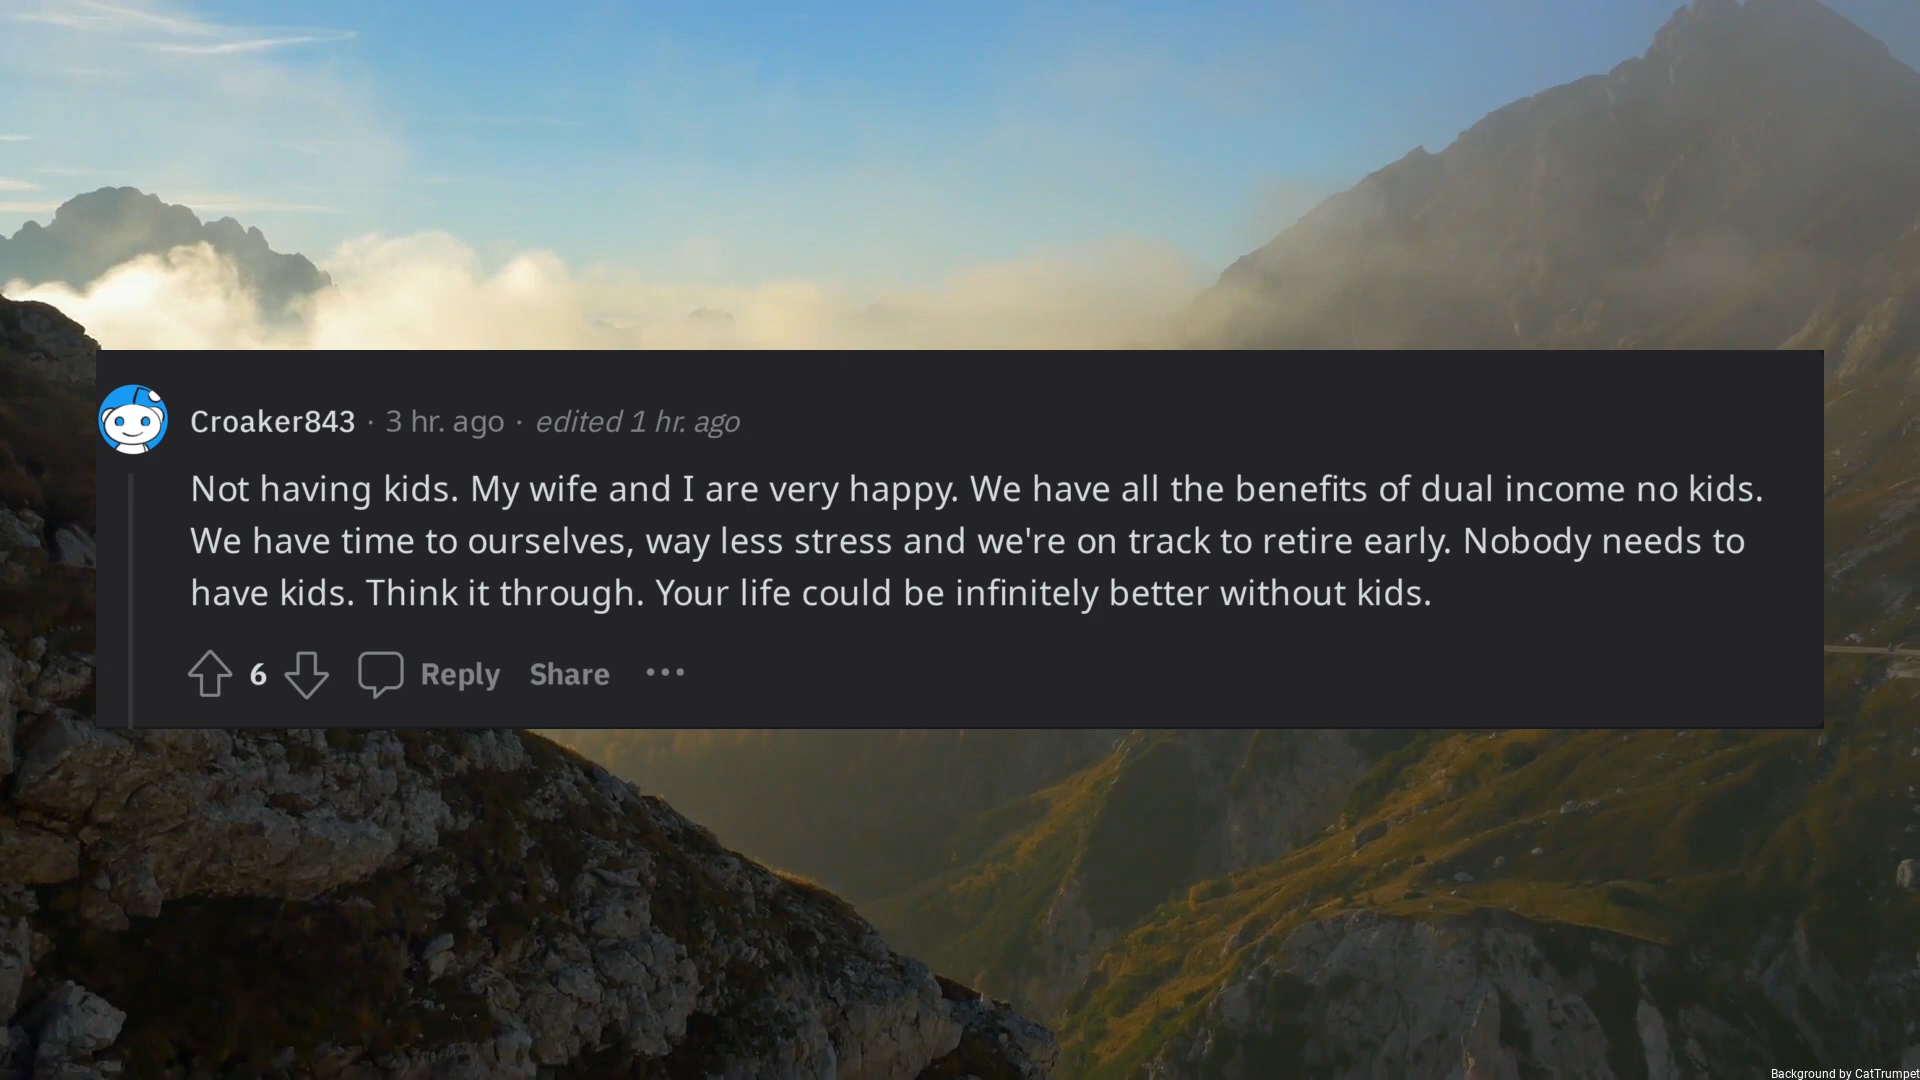 Croaker843 · 3 hr. ago · edited 1 hr. ago
Not having kids. My wife and I are very happy. We have all the benefits of dual income no kids.
We have time to ourselves, way less stress and we're on track to retire early. Nobody needs to
have kids. Think it through. Your life could be infinitely better without kids.
6 Reply Share ···
Background by CatTrumpet